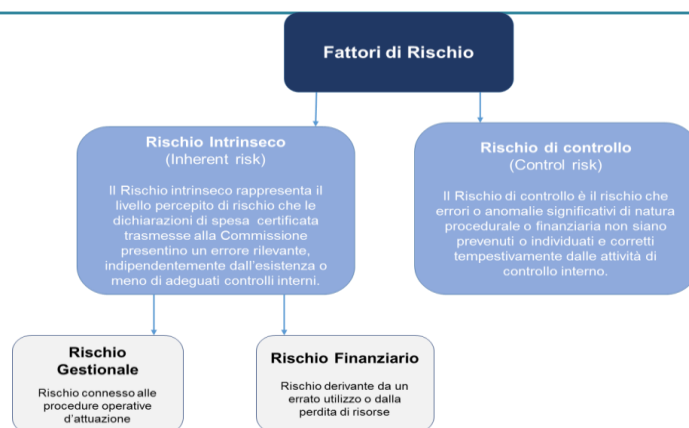 Fattori di Rischio
Rischio Intrinseco
(Inherent risk)
Il Rischio intrinseco rappresenta il
livello percepito di rischio che le
dichiarazioni di spesa certificata
trasmesse alla Commissione
presentino un errore rilevante,
indipendentemente dall'esistenza o
meno di adeguati controlli interni.
Rischio di controllo
(Control risk)
Il Rischio di controllo è il rischio che
errori o anomalie significativi di natura
procedurale o finanziaria non siano
prevenuti o individuati e corretti
tempestivamente dalle attività di
controllo interno.
Rischio
Gestionale
Rischio connesso alle
procedure operative
d'attuazione
Rischio Finanziario
Rischio derivante da un
errato utilizzo o dalla
perdita di risorse